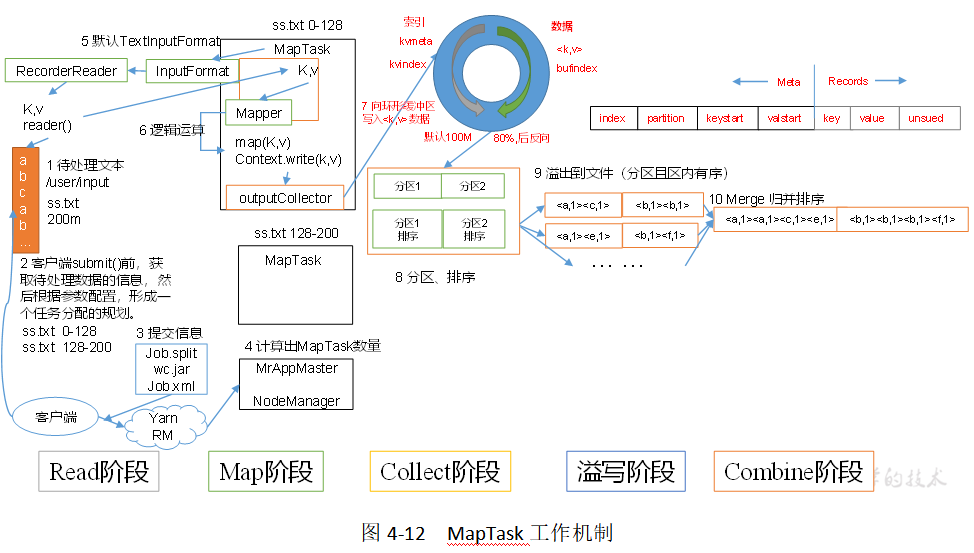 ss.txt 0-128
5 默认TextInputFormat
MapTask
RecorderReader
InputFormat
K,v
Mapper
K,v
reader()
6 逻辑运算
map(K,v)
Context.write(k,v)
outputCollector
a
b
c
a
b
...
1 待处理文本
/user/input
ss.txt
200m
2 客户端submit()前，获
取待处理数据的信息，然
后根据参数配置，形成一
个任务分配的规划。
ss.txt 0-128
ss.txt 128-200
3 提交信息
Job.split
wc.jar
Job.xml
客户端
Yarn
RM
ss.txt 128-200
MapTask
4 计算出MapTask数量
MrAppMaster
NodeManager
索引
kvmeta
kvindex
数据
<k,v>
bufindex
7 向环形缓冲区
写入<k,v>数据
默认100M
80%,后反向
Meta
Records
index
partition
keystart
valstart
key
value
unsued
分区1
分区2
分区1
排序
分区2
排序
8 分区、排序
9 溢出到文件（分区且区内有序）
<a,1><c,1>
<b,1><b,1>
<a,1><e,1>
<b,1><f,1>
... ...
10 Merge 归并排序
<a,1><a,1><c,1><e,1>
<b,1><b,1><b,1><f,1>
Read阶段
Map阶段
Collect阶段
溢写阶段
Combine阶段
的技术
图 4-12 MapTask 工作机制